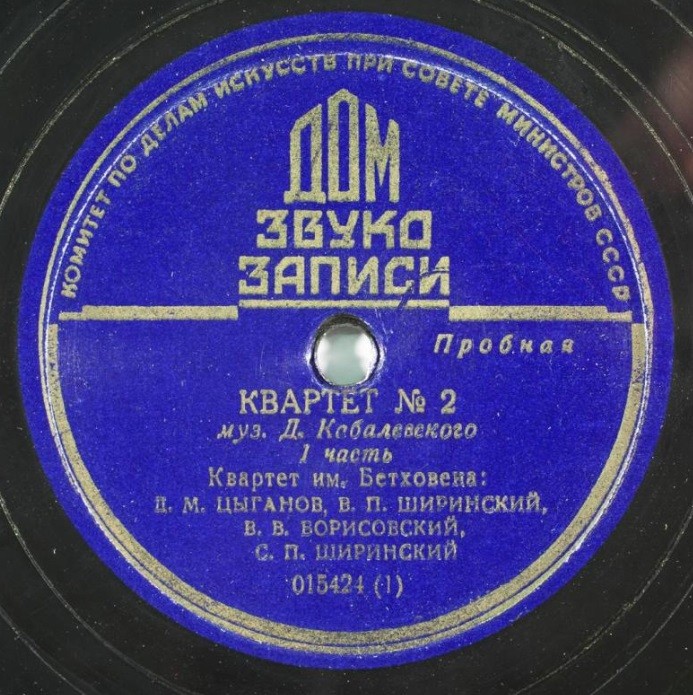 КОМИТЕТ ПО ДЕЛАМ ИСКУССТВ ПРИ СОВЕТЕ МИНИСТРОВ СССР
ДОМ
ЗВУКО
ЗАПИСИ
Пробная
КВАРТЕТ № 2
муз. Д. Кабалевского
1 часть
Квартет им. Бетховена:
Д. М. ЦЫГАНОВ, В. П. ШИРИНСКИЙ,
В. В. БОРИСОВСКИЙ,
С. П. ШИРИНСКИЙ
015424 (1)